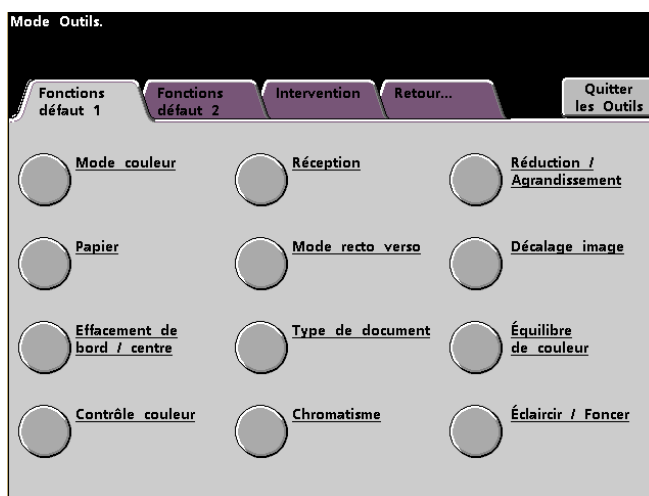 Mode Outils.
Fonctions
défaut 1
Fonctions
défaut 2
Intervention
Retour...
Quitter
les Outils
Mode couleur
Réception
Réduction /
Agrandissement
Papier
Mode recto verso
Décalage image
Effacement de
bord / centre
Type de document
Équilibre
de couleur
Contrôle couleur
Chromatisme
Éclaircir / Foncer